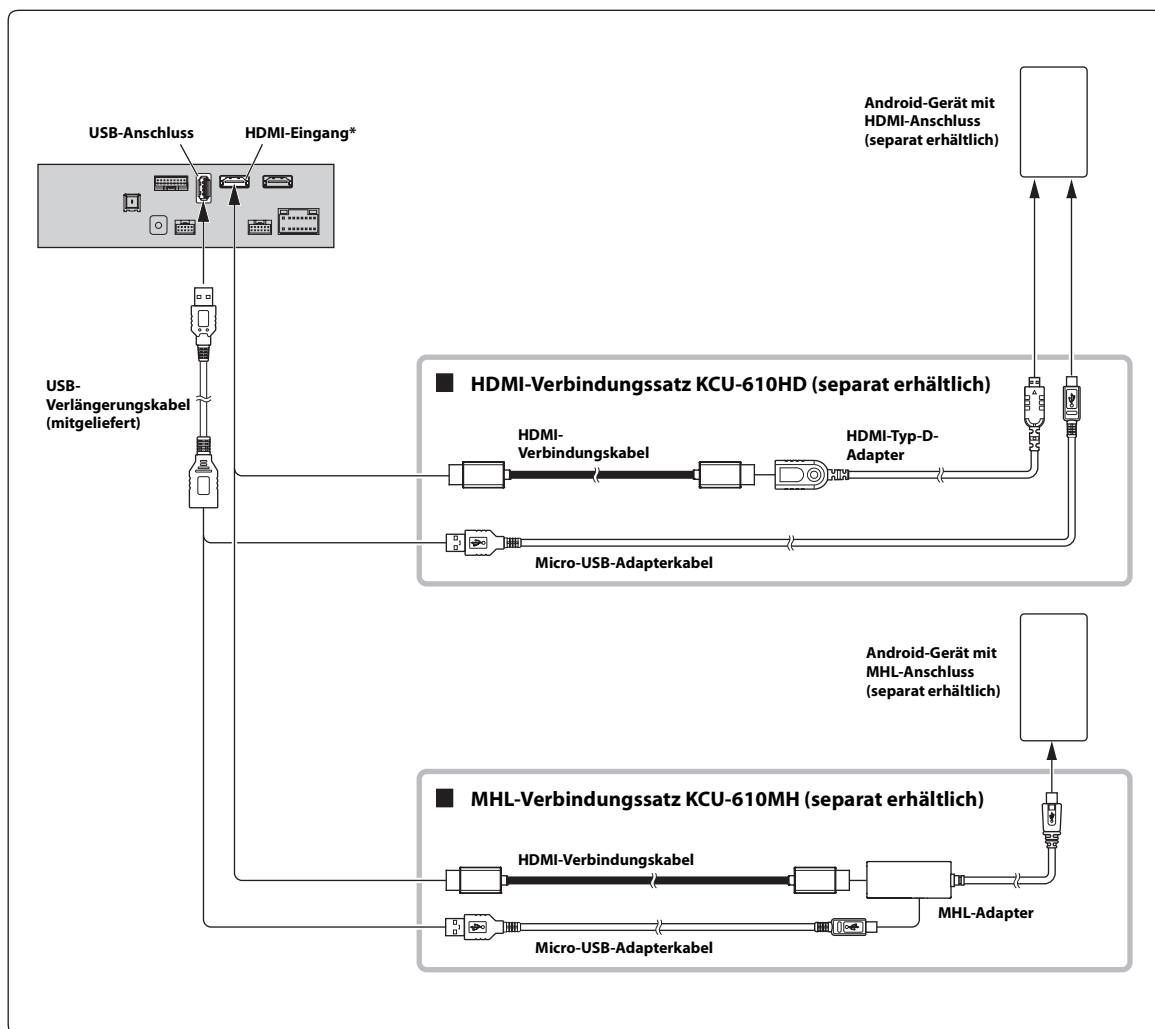 USB-Anschluss
HDMI-Eingang*
Android-Gerät mit
HDMI-Anschluss
(separat erhältlich)
USB-
Verlängerungskabel
(mitgeliefert)
■ HDMI-Verbindungssatz KCU-610HD (separat erhältlich)
HDMI-
Verbindungskabel
HDMI-Typ-D-
Adapter
Micro-USB-Adapterkabel
Android-Gerät mit
MHL-Anschluss
(separat erhältlich)
■ MHL-Verbindungssatz KCU-610MH (separat erhältlich)
HDMI-Verbindungskabel
MHL-Adapter
Micro-USB-Adapterkabel